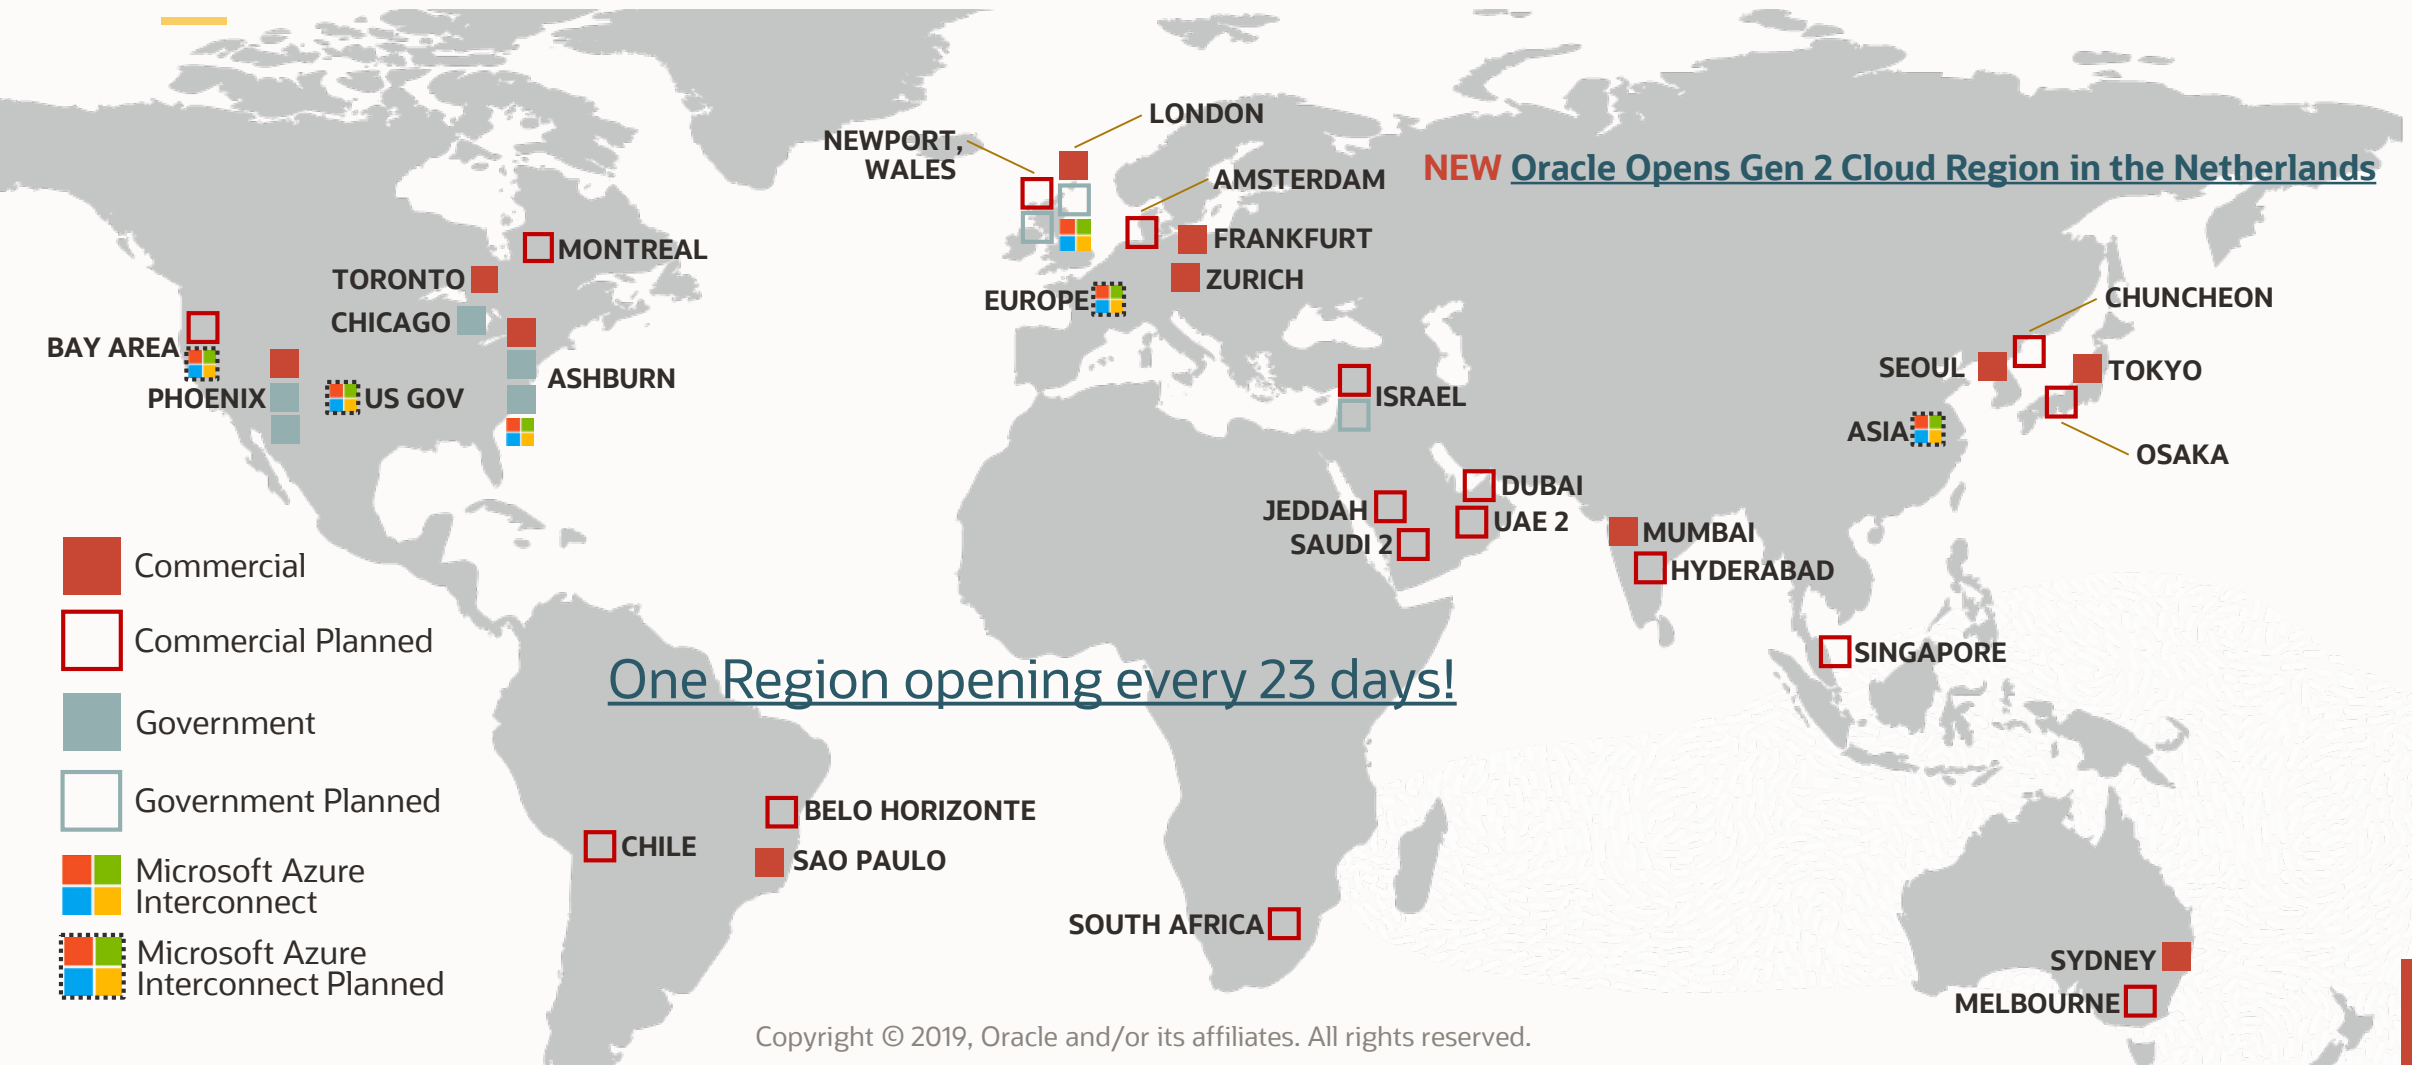 LONDON
NEWPORT,
WALES
AMSTERDAM
NEW Oracle Opens Gen 2 Cloud Region in the Netherlands
FRANKFURT
ZURICH
EUROPE
MONTREAL
TORONTO
CHICAGO
BAY AREA
PHOENIX
US GOV
ASHBURN
ISRAEL
CHUNCHEON
SEOUL
TOKYO
ASIA
OSAKA
DUBAI
JEDDAH
UAE 2
SAUDI 2
MUMBAI
HYDERABAD
SINGAPORE
One Region opening every 23 days!
BELO HORIZONTE
CHILE
SAO PAULO
SOUTH AFRICA
SYDNEY
MELBOURNE
Commercial
Commercial Planned
Government
Government Planned
Microsoft Azure
Interconnect
Microsoft Azure
Interconnect Planned
Copyright © 2019, Oracle and/or its affiliates. All rights reserved.